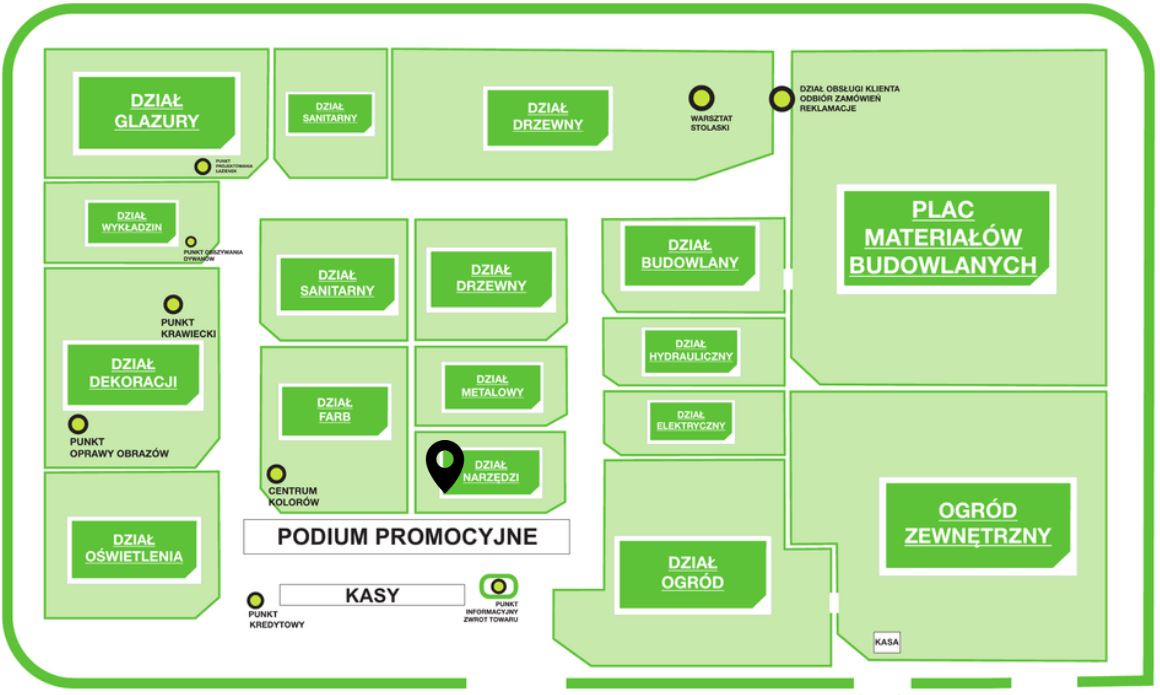 DZIAŁ
GLAZURY
PUNKT
PROJEKTOWANIA
ŁAZIENEK
DZIAŁ
SANITARNY
DZIAŁ
DRZEWNY
WARSZTAT
STOLASKI
DZIAŁ OBSŁUGI KLIENTA
ODBIÓR ZAMÓWIEŃ
REKLAMACJE
DZIAŁ
WYKŁADZIN
PUNKT OBSZYWANIA
DYWANÓW
PLAC
MATERIAŁÓW
BUDOWLANYCH
DZIAŁ
SANITARNY
DZIAŁ
DRZEWNY
DZIAŁ
BUDOWLANY
PUNKT
KRAWIECKI
DZIAŁ
DEKORACJI
PUNKT
OPRAWY OBRAZÓW
DZIAŁ
FARB
CENTRUM
KOLORÓW
DZIAŁ
METALOWY
DZIAŁ
HYDRAULICZNY
DZIAŁ
ELEKTRYCZNY
DZIAŁ
NARZĘDZI
DZIAŁ
OŚWIETLENIA
PODIUM PROMOCYJNE
OGRÓD
ZEWNĘTRZNY
DZIAŁ
OGRÓD
PUNKT
KREDYTOWY
KASY
PUNKT
INFORMACYJNY
ZWROT TOWARU
KASA